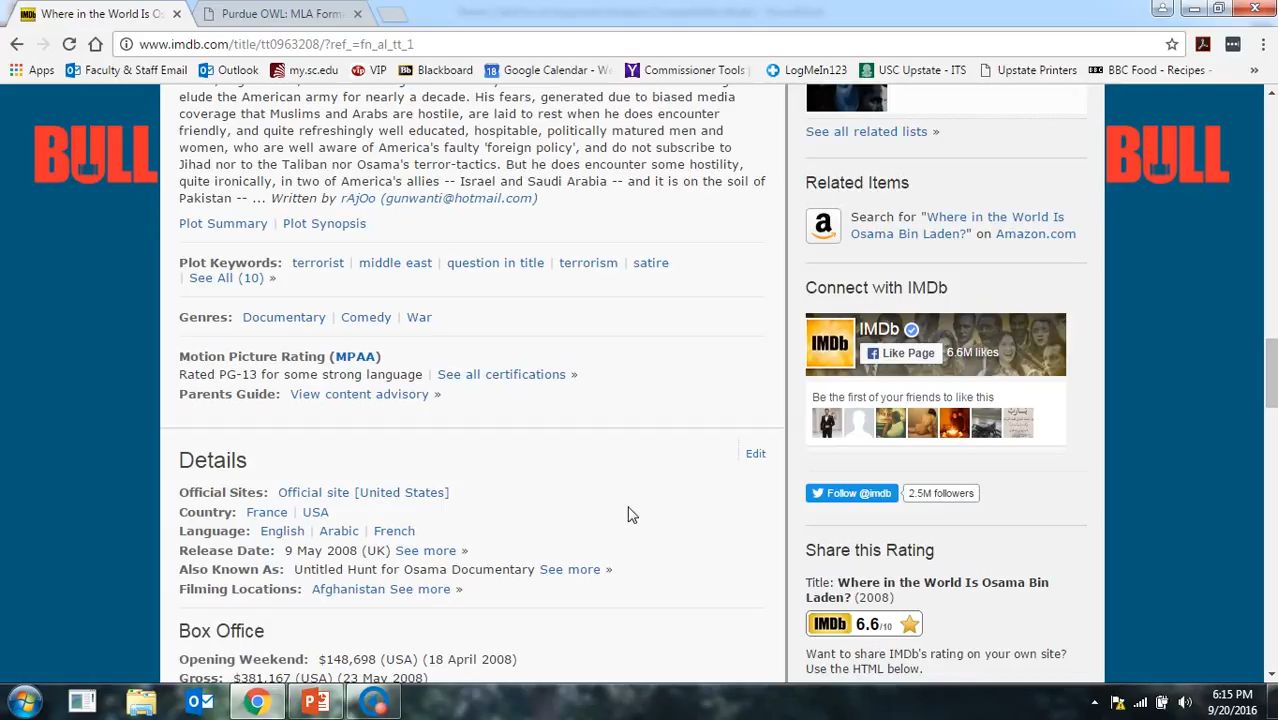 Where in the World Is O
Purdue OWL: MLA Form
www.imdb.com/title/tt0963208/?ref_=fn_al_tt_1
Apps
Faculty & Staff Email
Outlook
my.sc.edu
VIP
Blackboard
Google Calendar - We
Commissioner Tools
LogMeIn123
USC Upstate - ITS
Upstate Printers
BBC Food - Recipes -
»
BULL
BULL
elude the American army for nearly a decade. His fears, generated due to biased media
coverage that Muslims and Arabs are hostile, are laid to rest when he does encounter
friendly, and quite refreshingly well educated, hospitable, politically matured men and
women, who are well aware of America's faulty 'foreign policy', and do not subscribe to
Jihad nor to the Taliban nor Osama's terror-tactics. But he does encounter some hostility,
quite ironically, in two of America's allies -- Israel and Saudi Arabia -- and it is on the soil of
Pakistan -- ... Written by rAjOo (gunwanti@hotmail.com)
Plot Summary | Plot Synopsis
Plot Keywords: terrorist | middle east | question in title | terrorism | satire
| See All (10) »
Genres: Documentary | Comedy | War
Motion Picture Rating (MPAA)
Rated PG-13 for some strong language | See all certifications »
Parents Guide: View content advisory »
Details
Edit
Official Sites: Official site [United States]
Country: France | USA
Language: English | Arabic | French
Release Date: 9 May 2008 (UK) See more »
Also Known As: Untitled Hunt for Osama Documentary See more »
Filming Locations: Afghanistan See more »
Box Office
Opening Weekend: $148,698 (USA) (18 April 2008)
Gross: $381,167 (USA) (23 May 2008)
See all related lists »
Related Items
Search for "Where in the World Is
Osama Bin Laden?" on Amazon.com
Connect with IMDb
IMDb
IMDb
Like Page
6.6M likes
Be the first of your friends to like this
Follow @imdb
2.5M followers
Share this Rating
Title: Where in the World Is Osama Bin
Laden? (2008)
IMDb 6.6/10
Want to share IMDb's rating on your own site?
Use the HTML below.
6:15 PM
9/20/2016